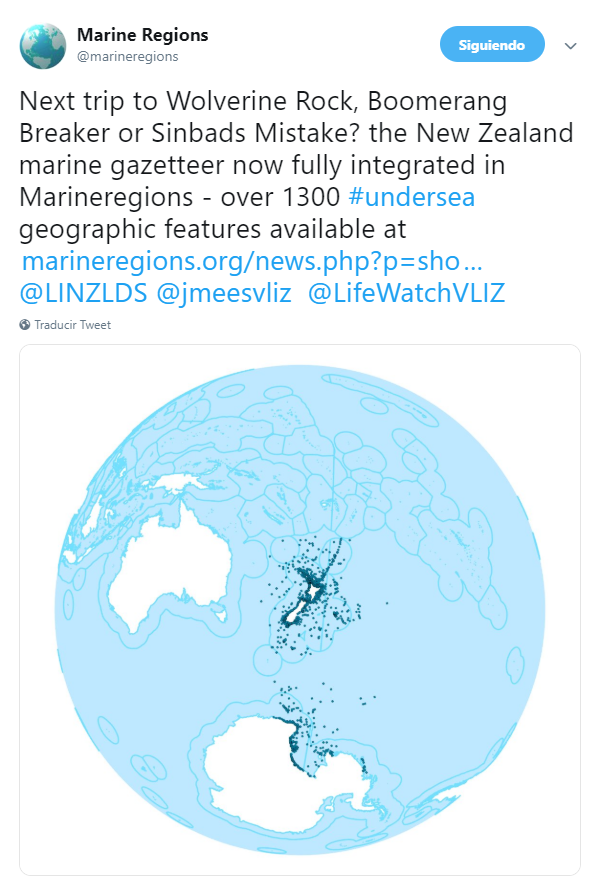 Marine Regions
@marineregions
Siguiendo
Next trip to Wolverine Rock, Boomerang
Breaker or Sinbads Mistake? the New Zealand
marine gazetteer now fully integrated in
Marineregions - over 1300 #undersea
geographic features available at
marineregions.org/news.php?p=sho…
@LINZLDS @jmeesvliz @LifeWatchVLIZ
Traducir Tweet